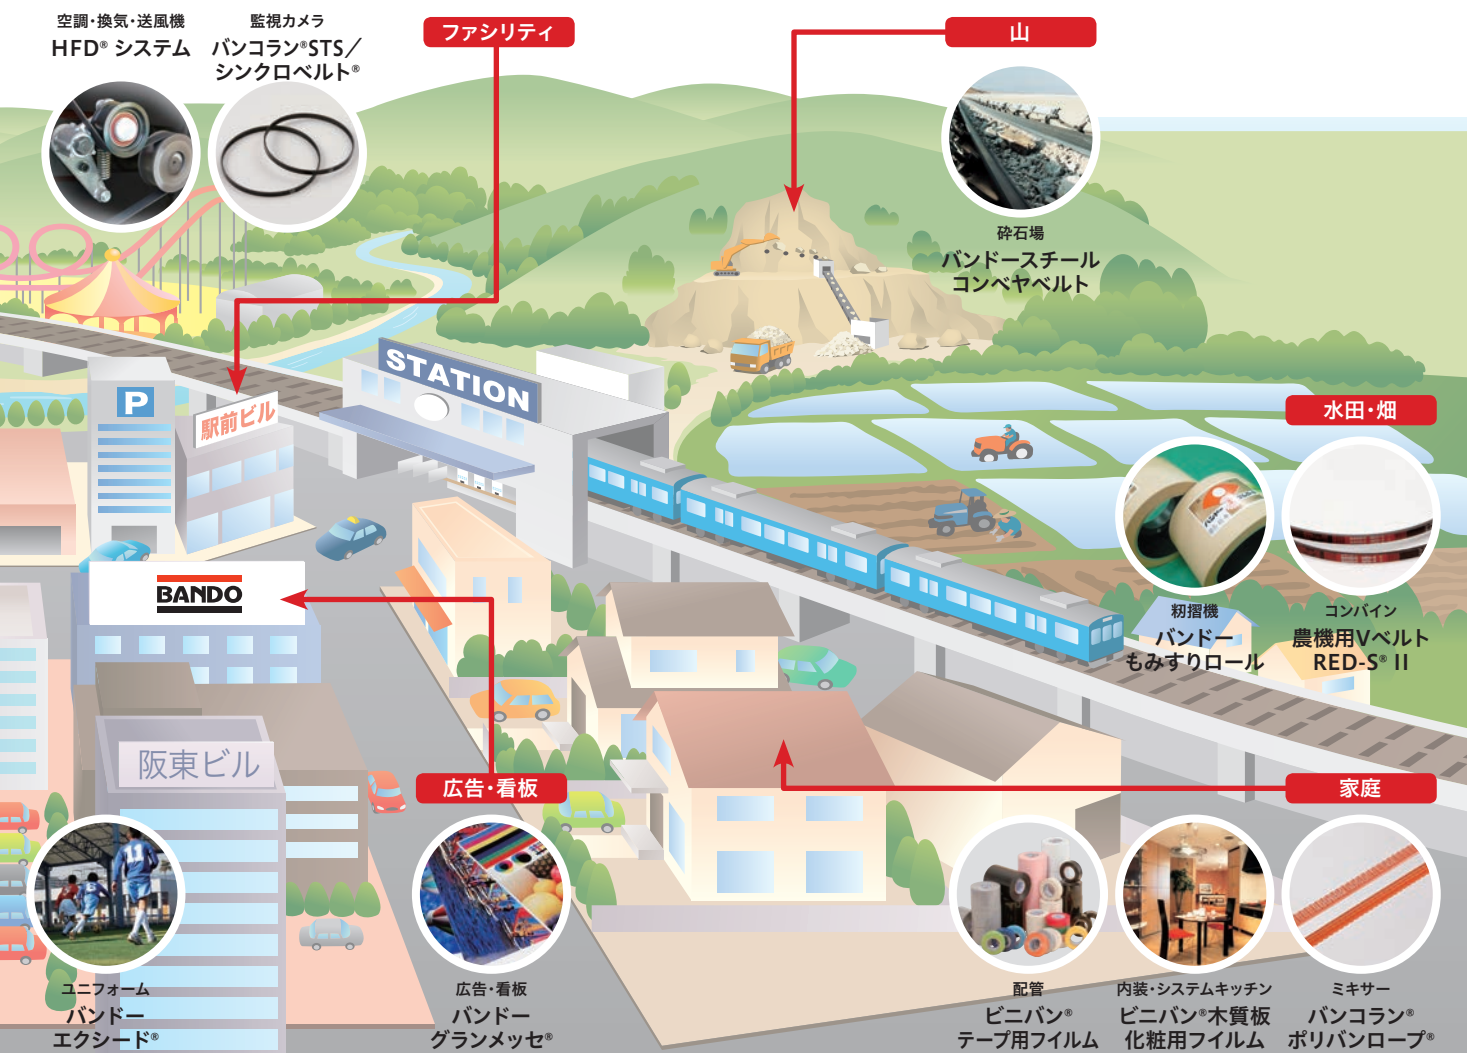 空調・換気・送風機
HFD® システム
監視カメラ
バンコラン®STS／
シンクロベルト®
ファシリティ
山
砕石場
バンドースチール
コンベヤベルト
STATION
P
駅前ビル
水田・畑
籾摺機
バンドー
もみすりロール
コンバイン
農機用Vベルト
RED-S® II
BANDO
阪東ビル
広告・看板
家庭
11
ユニフォーム
バンドー
エクシード®
広告・看板
バンドー
グランメッセ®
配管
ビニバン®
テープ用フイルム
内装・システムキッチン
ビニバン®木質板
化粧用フイルム
ミキサー
バンコラン®
ポリバンロープ®